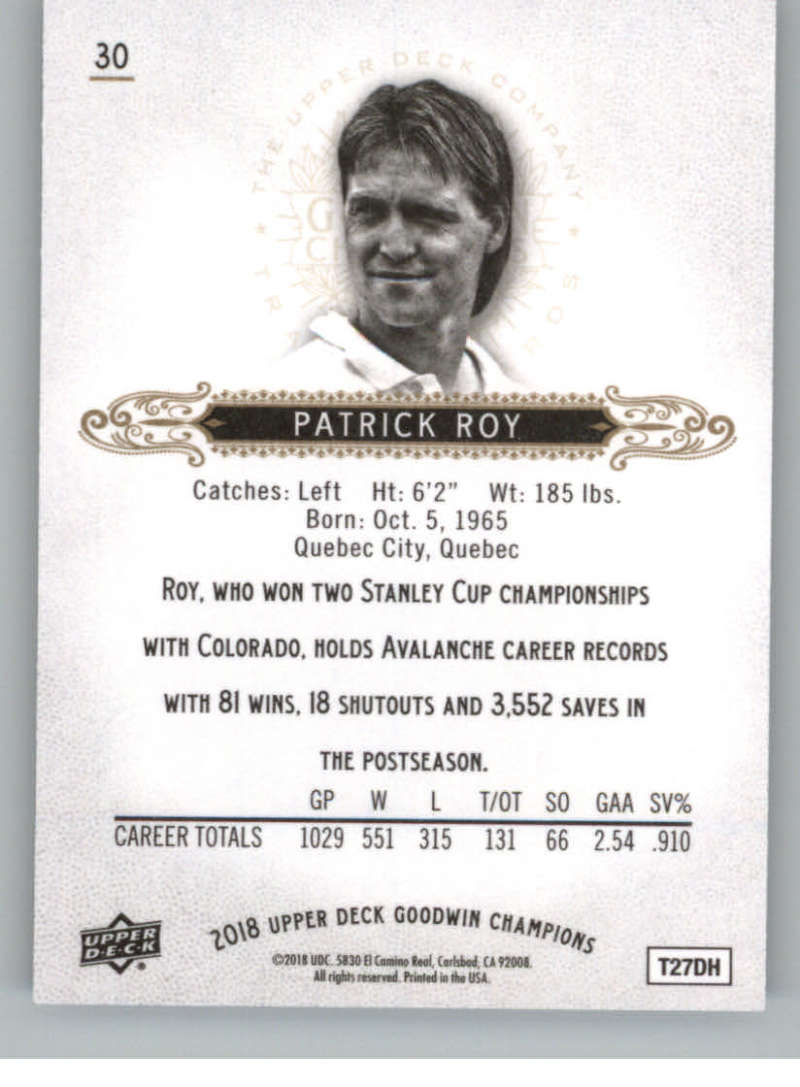 30
THE UPPER DECK COMPANY
G
C
PATRICK ROY
Catches: Left Ht: 6'2" Wt: 185 lbs.
Born: Oct. 5, 1965
Quebec City, Quebec
ROY, WHO WON TWO STANLEY CUP CHAMPIONSHIPS
WITH COLORADO, HOLDS AVALANCHE CAREER RECORDS
WITH 81 WINS, 18 SHUTOUTS AND 3,552 SAVES IN
THE POSTSEASON.
GP W L T/OT SO GAA SV%
CAREER TOTALS 1029 551 315 131 66 2.54 .910
2018 UPPER DECK GOODWIN CHAMPIONS
UPPER
D·E·C·K
©2018 UDC. 5830 El Camino Real, Carlsbad, CA 92008.
All rights reserved. Printed in the USA.
T27DH